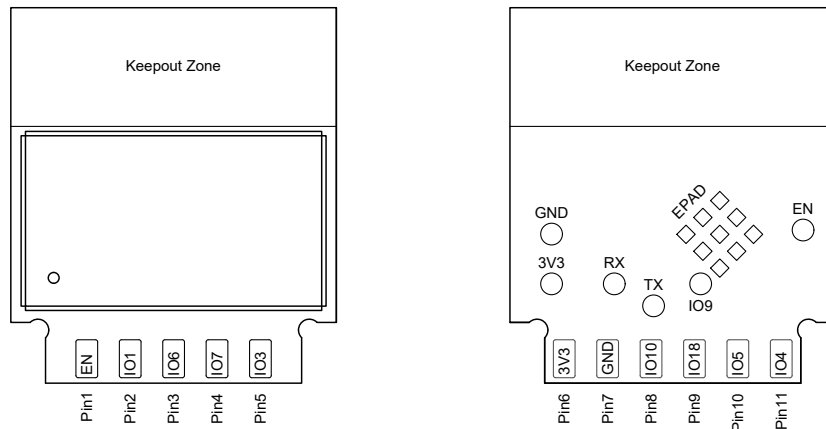 Keepout Zone
EN
IO1
IO6
IO7
IO3
Pin1
Pin2
Pin3
Pin4
Pin5
Keepout Zone
EPAD
GND
EN
3V3
RX
TX
IO9
3V3
GND
IO10
IO18
IO5
IO4
Pin6
Pin7
Pin8
Pin9
Pin10
Pin11